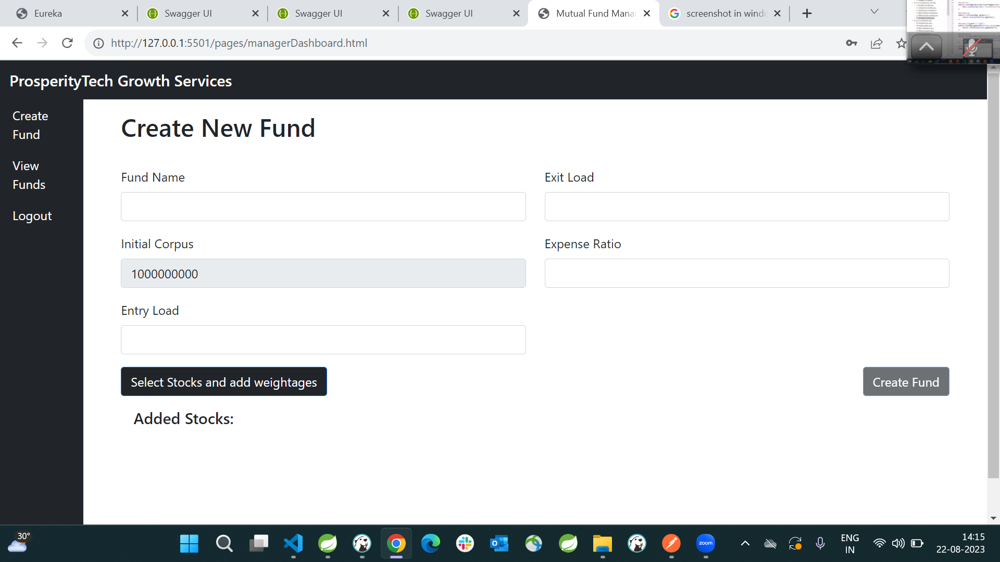 Eureka
Swagger UI
Swagger UI
Swagger UI
Mutual Fund Mana
screenshot in windo
http://127.0.0.1:5501/pages/managerDashboard.html
ProsperityTech Growth Services
Create
Fund
View
Funds
Logout
Create New Fund
Fund Name
Exit Load
Initial Corpus
Expense Ratio
1000000000
Entry Load
Select Stocks and add weightages
Create Fund
Added Stocks:
30°
zoom
ENG
IN
14:15
22-08-2023